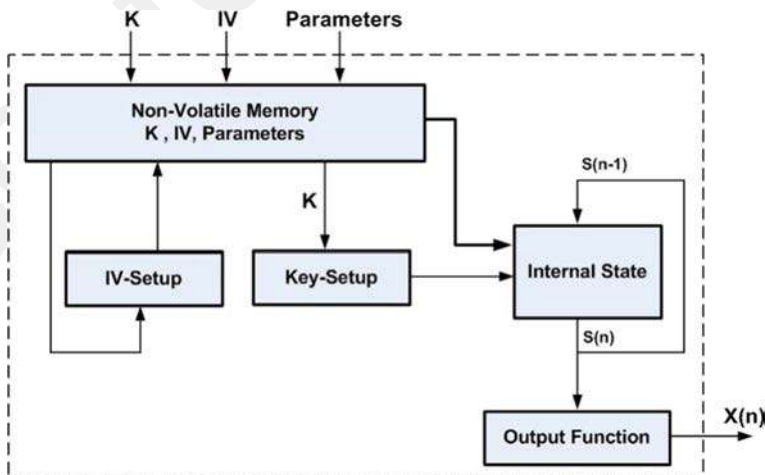 K IV Parameters
Non-Volatile Memory
K , IV, Parameters
K
S(n-1)
IV-Setup
Key-Setup
Internal State
S(n)
X(n)
Output Function